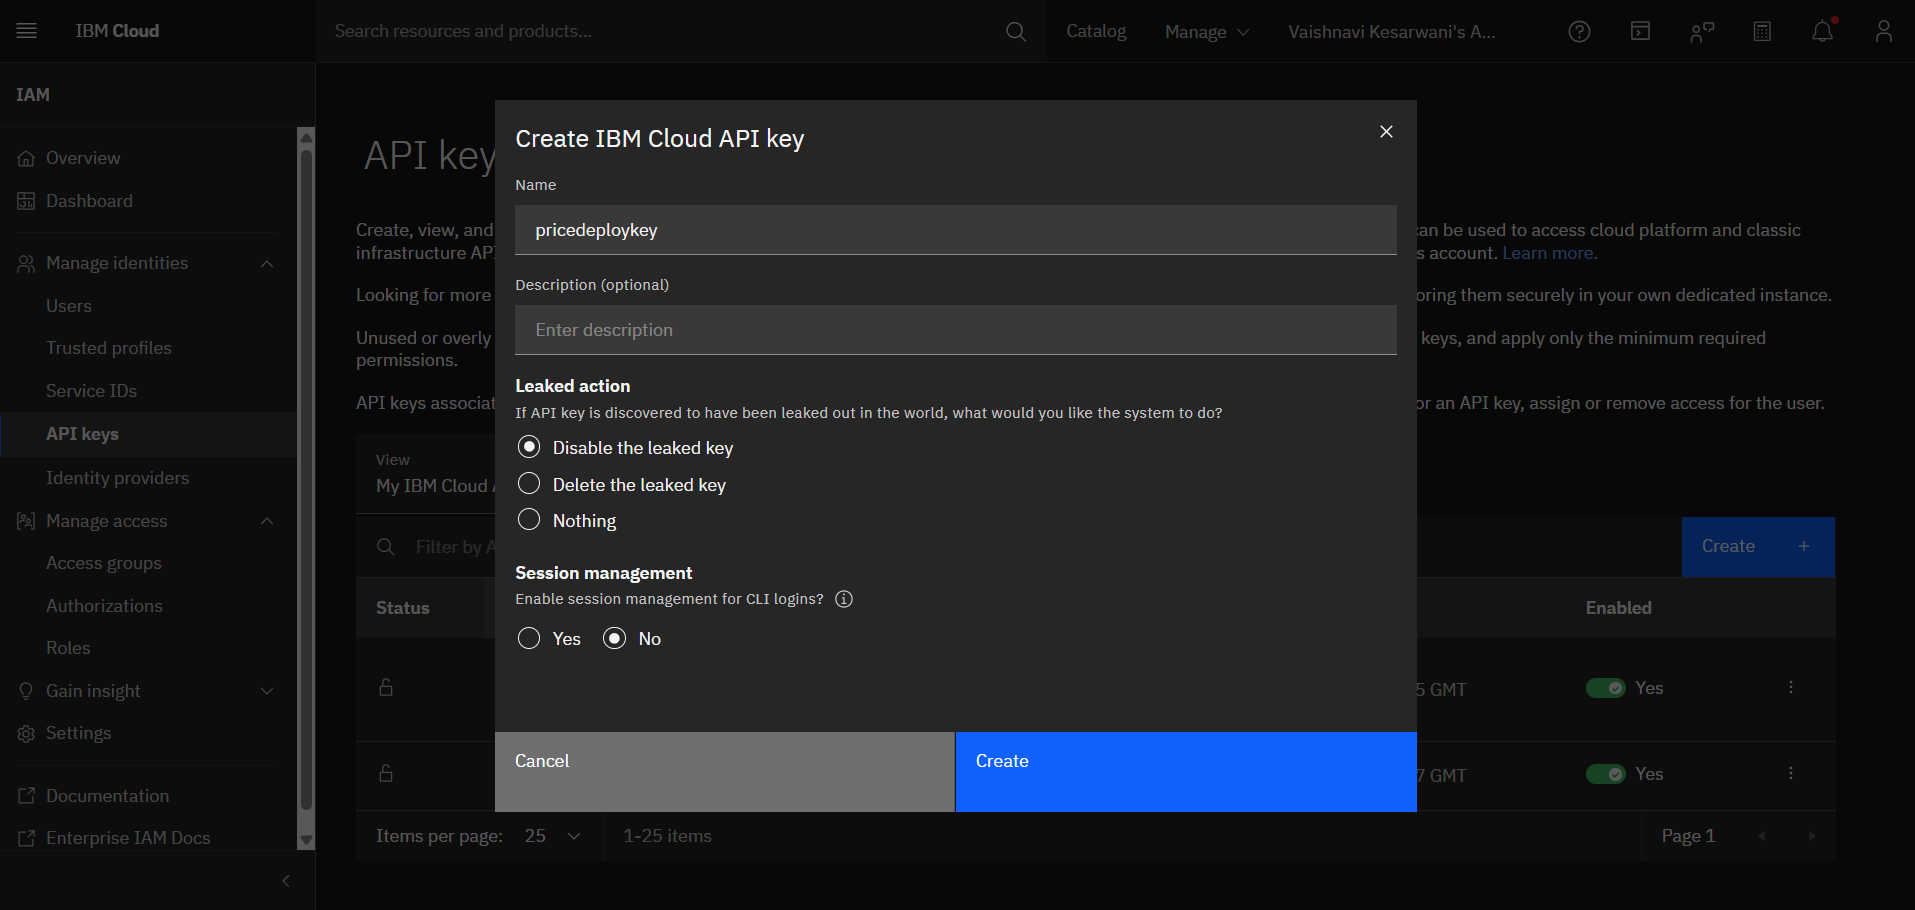 IBM Cloud
Search resources and products...
Catalog
Manage
Vaishnavi Kesarwani's A...
IAM
Overview
Dashboard
Manage identities
Users
Trusted profiles
Service IDs
API keys
Identity providers
Manage access
Access groups
Authorizations
Roles
Gain insight
Settings
Documentation
Enterprise IAM Docs
API key
Create, view, and
can be used to access cloud platform and classic
infrastructure API
s account. Learn more.
Looking for more
oring them securely in your own dedicated instance.
Unused or overly
keys, and apply only the minimum required
permissions.
API keys associat
or an API key, assign or remove access for the user.
View
My IBM Cloud A
Filter by A
Create +
Status
Enabled
5 GMT
Yes
7 GMT
Yes
Items per page: 25
1-25 items
Page 1
Create IBM Cloud API key
Name
pricedeploykey
Description (optional)
Enter description
Leaked action
If API key is discovered to have been leaked out in the world, what would you like the system to do?
Disable the leaked key
Delete the leaked key
Nothing
Session management
Enable session management for CLI logins?
Yes
No
Cancel
Create